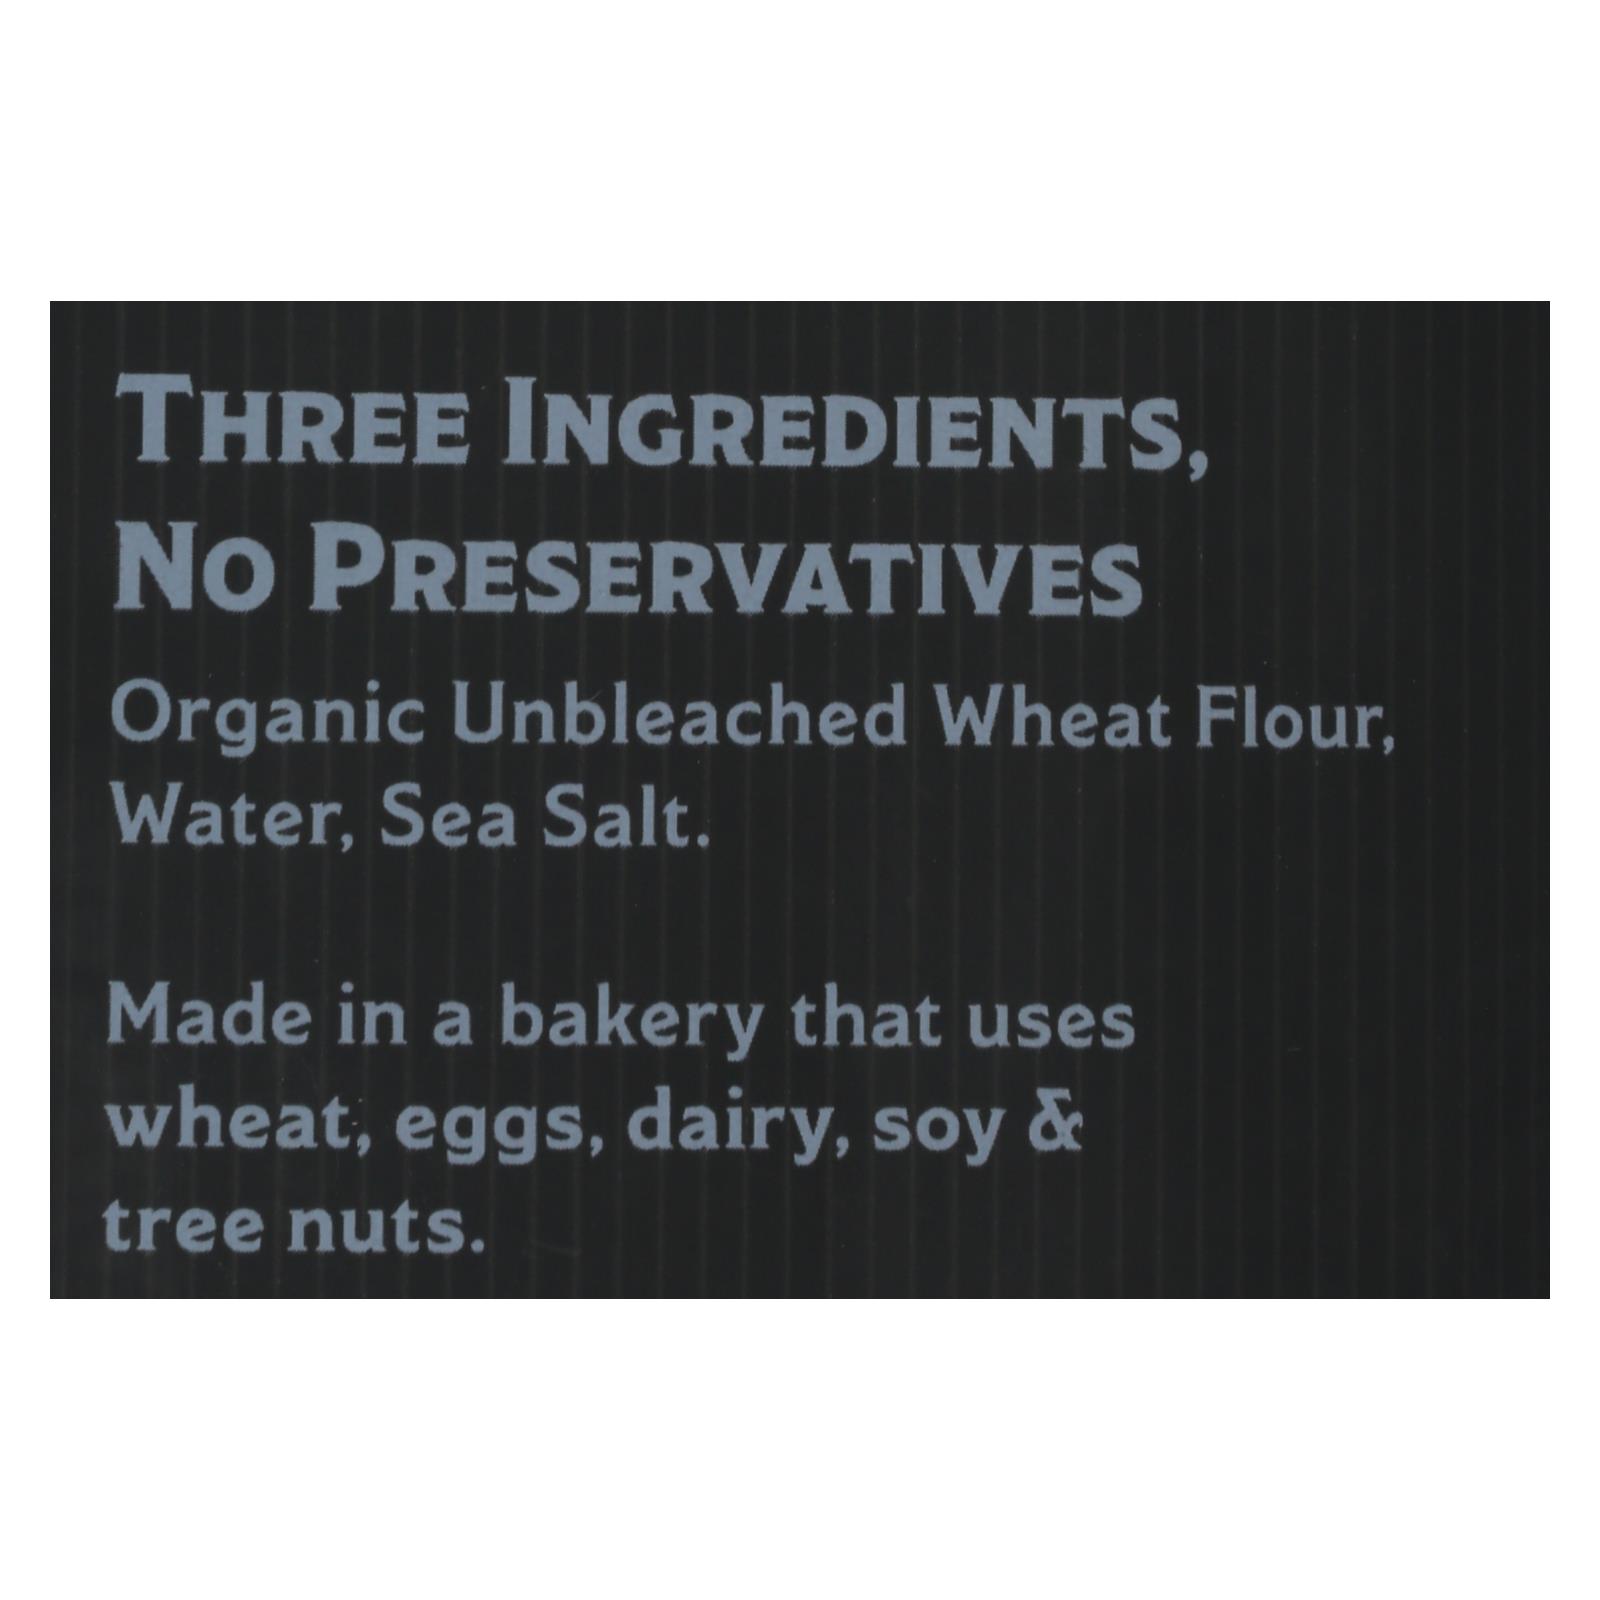 Three Ingredients,
No Preservatives
Organic Unbleached Wheat Flour,
Water, Sea Salt.
Made in a bakery that uses
wheat, eggs, dairy, soy &
tree nuts.